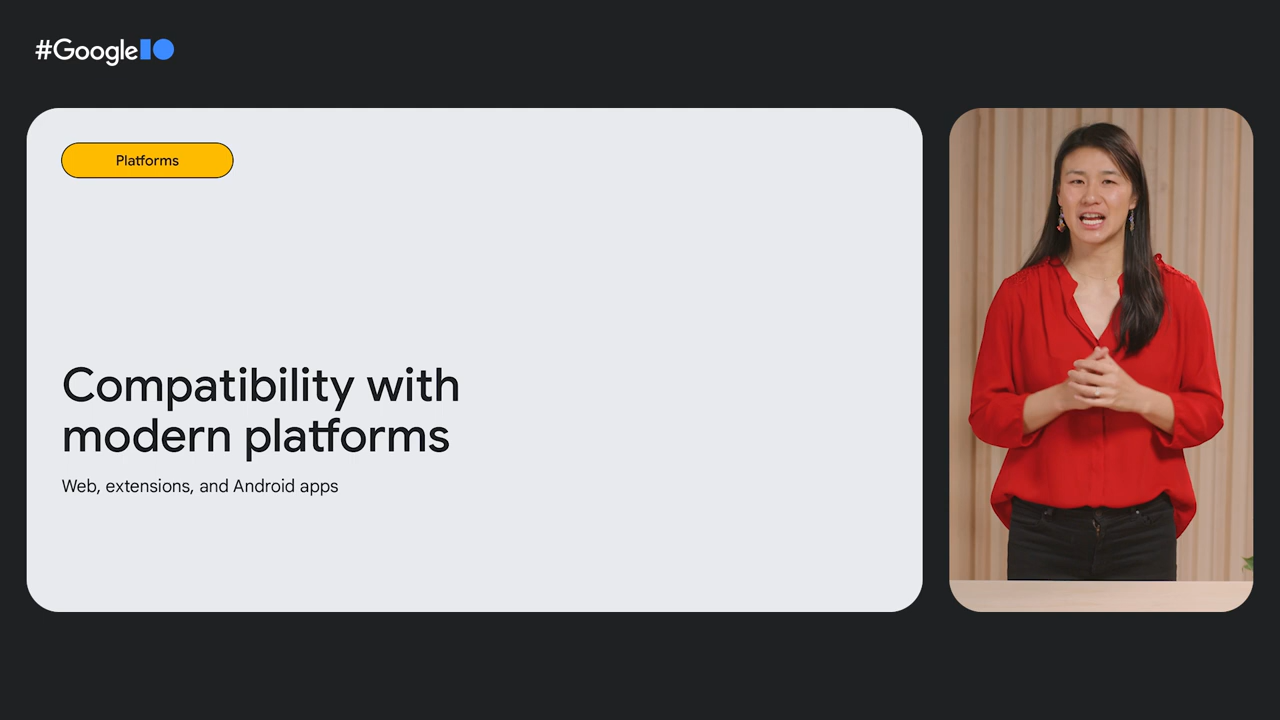 #GoogleIO
Platforms
Compatibility with
modern platforms
Web, extensions, and Android apps